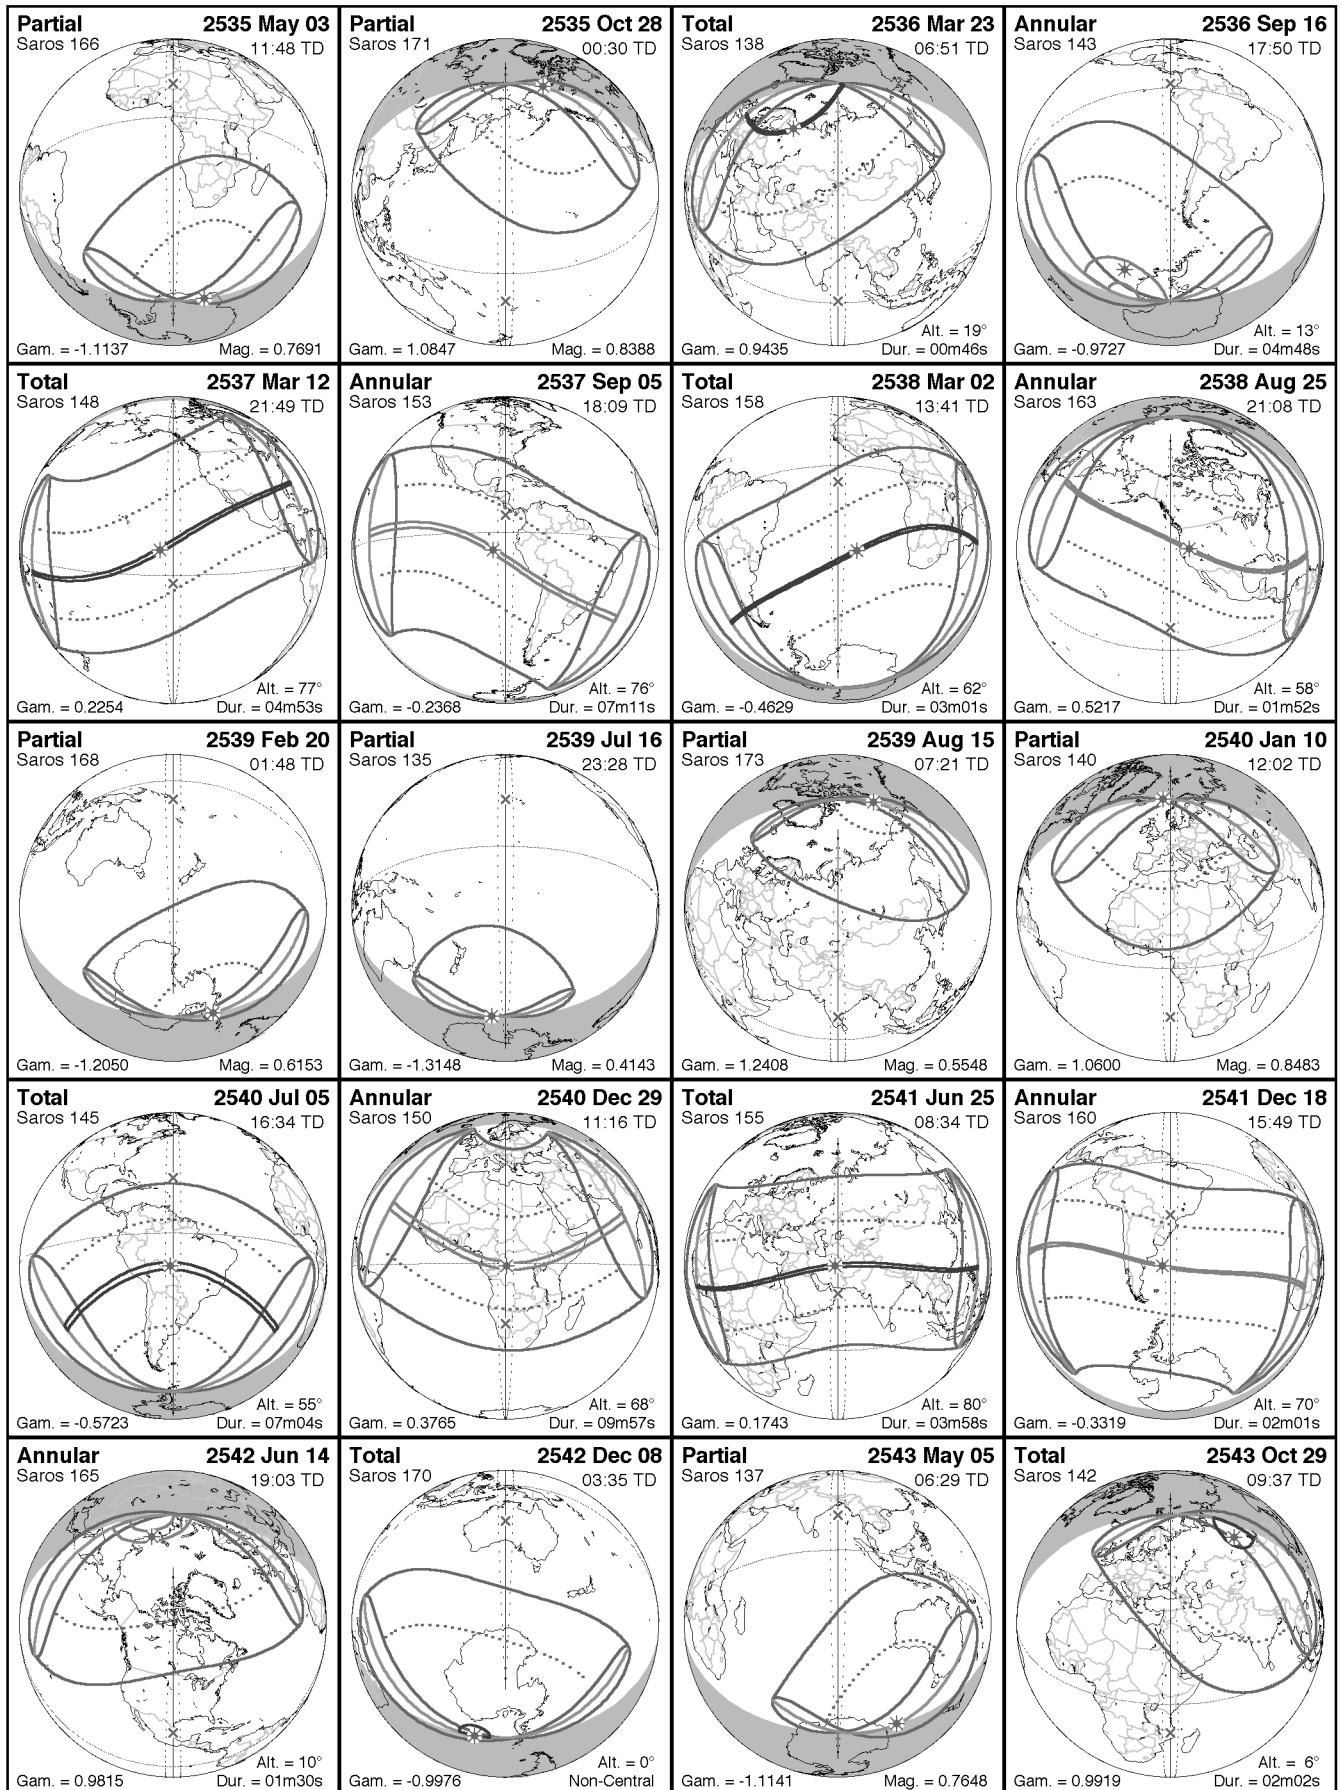 Partial 2535 May 03
Saros 166 11:48 TD
Gam. = -1.1137 Mag. = 0.7691
Partial 2535 Oct 28
Saros 171 00:30 TD
Gam. = 1.0847 Mag. = 0.8388
Total 2536 Mar 23
Saros 138 06:51 TD
Alt. = 19°
Gam. = 0.9435 Dur. = 00m46s
Annular 2536 Sep 16
Saros 143 17:50 TD
Alt. = 13°
Gam. = -0.9727 Dur. = 04m48s
Total 2537 Mar 12
Saros 148 21:49 TD
Alt. = 77°
Gam. = 0.2254 Dur. = 04m53s
Annular 2537 Sep 05
Saros 153 18:09 TD
Alt. = 76°
Gam. = -0.2368 Dur. = 07m11s
Total 2538 Mar 02
Saros 158 13:41 TD
Alt. = 62°
Gam. = -0.4629 Dur. = 03m01s
Annular 2538 Aug 25
Saros 163 21:08 TD
Alt. = 58°
Gam. = 0.5217 Dur. = 01m52s
Partial 2539 Feb 20
Saros 168 01:48 TD
Gam. = -1.2050 Mag. = 0.6153
Partial 2539 Jul 16
Saros 135 23:28 TD
Gam. = -1.3148 Mag. = 0.4143
Partial 2539 Aug 15
Saros 173 07:21 TD
Gam. = 1.2408 Mag. = 0.5548
Partial 2540 Jan 10
Saros 140 12:02 TD
Gam. = 1.0600 Mag. = 0.8483
Total 2540 Jul 05
Saros 145 16:34 TD
Alt. = 55°
Gam. = -0.5723 Dur. = 07m04s
Annular 2540 Dec 29
Saros 150 11:16 TD
Alt. = 68°
Gam. = 0.3765 Dur. = 09m57s
Total 2541 Jun 25
Saros 155 08:34 TD
Alt. = 80°
Gam. = 0.1743 Dur. = 03m58s
Annular 2541 Dec 18
Saros 160 15:49 TD
Alt. = 70°
Gam. = -0.3319 Dur. = 02m01s
Annular 2542 Jun 14
Saros 165 19:03 TD
Alt. = 10°
Gam. = 0.9815 Dur. = 01m30s
Total 2542 Dec 08
Saros 170 03:35 TD
Alt. = 0°
Gam. = -0.9976 Non-Central
Partial 2543 May 05
Saros 137 06:29 TD
Gam. = -1.1141 Mag. = 0.7648
Total 2543 Oct 29
Saros 142 09:37 TD
Alt. = 6°
Gam. = 0.9919 Dur. = 02m02s